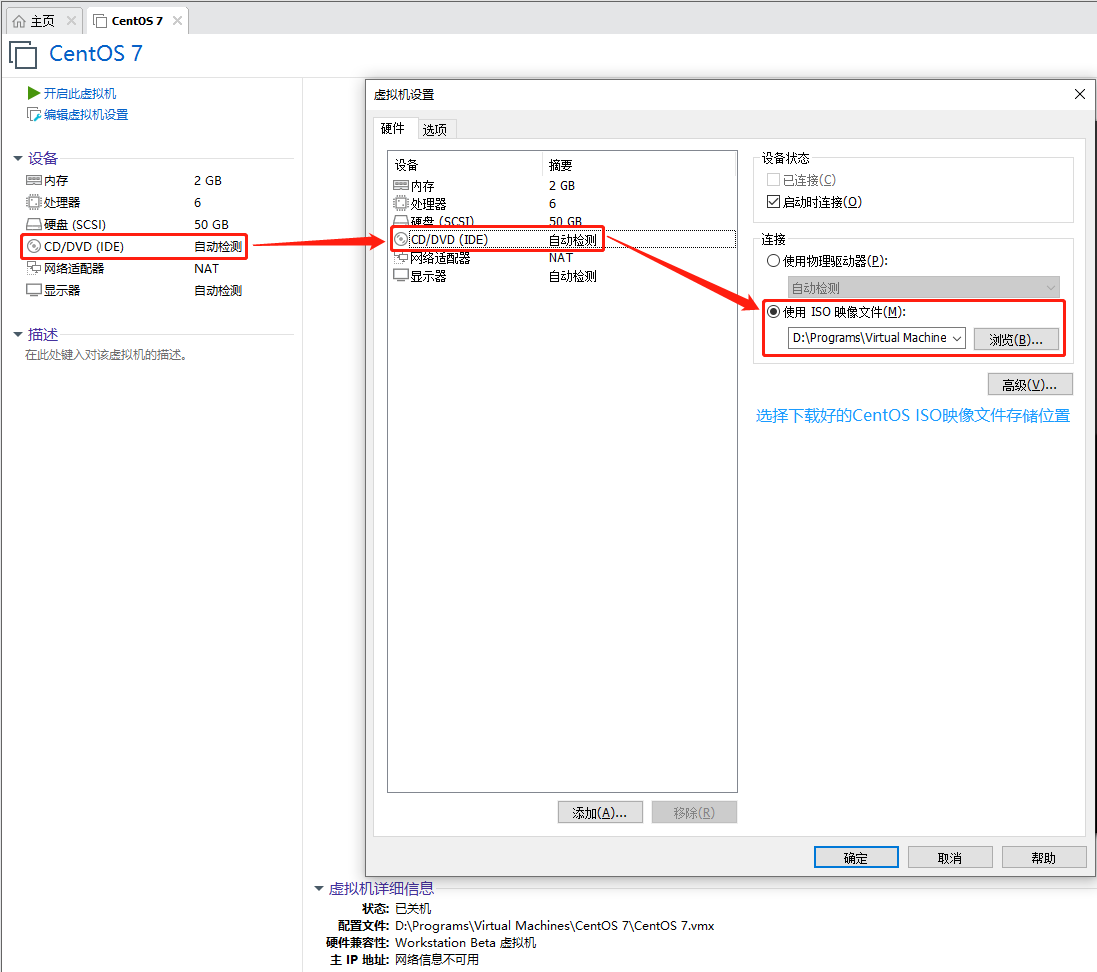 主页
CentOS 7
CentOS 7
开启此虚拟机
编辑虚拟机设置
设备
内存 2 GB
处理器 6
硬盘 (SCSI) 50 GB
CD/DVD (IDE) 自动检测
网络适配器 NAT
显示器 自动检测
描述
在此处键入对该虚拟机的描述。
虚拟机设置
硬件 选项
设备 摘要
内存 2 GB
处理器 6
硬盘 (SCSI) 50 GB
CD/DVD (IDE) 自动检测
网络适配器 NAT
显示器 自动检测
添加(A)... 移除(R)
设备状态
已连接(C)
启动时连接(O)
连接
使用物理驱动器(P):
自动检测
使用 ISO 映像文件(M):
D:\Programs\Virtual Machine 浏览(B)...
高级(V)...
选择下载好的CentOS ISO映像文件存储位置
确定 取消 帮助
虚拟机详细信息
状态: 已关机
配置文件: D:\Programs\Virtual Machines\CentOS 7\CentOS 7.vmx
硬件兼容性: Workstation Beta 虚拟机
主 IP 地址: 网络信息不可用